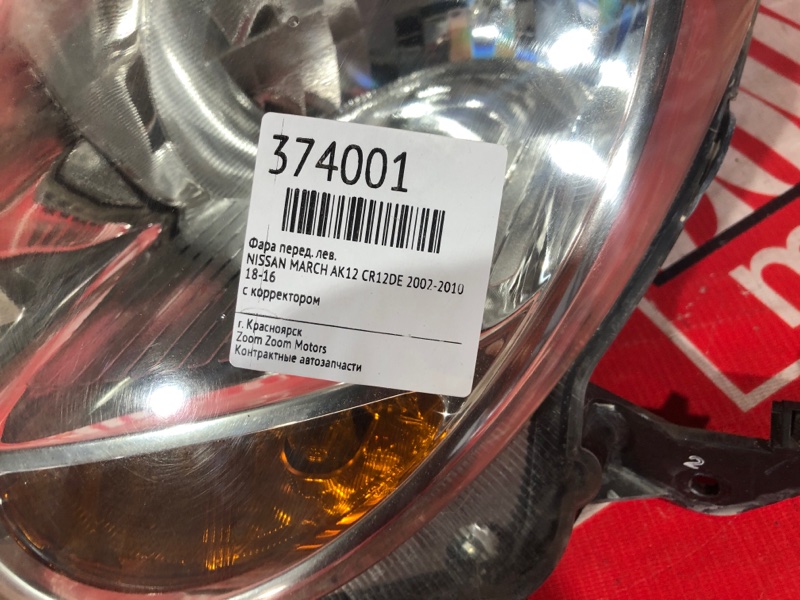 374001
Фара перед. лев.
NISSAN MARCH AK12 CR12DE 2002-2010
18-16
с корректором
г. Красноярск
Zoom Zoom Motors
Контрактные автозапчасти
2